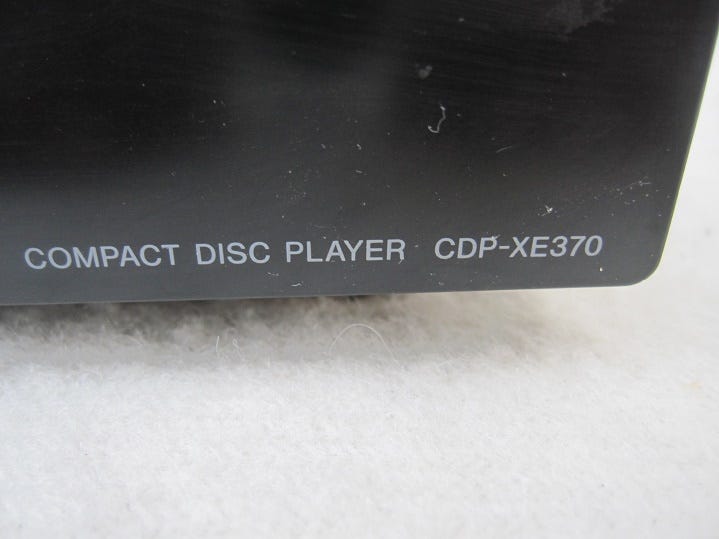 COMPACT DISC PLAYER CDP-XE370